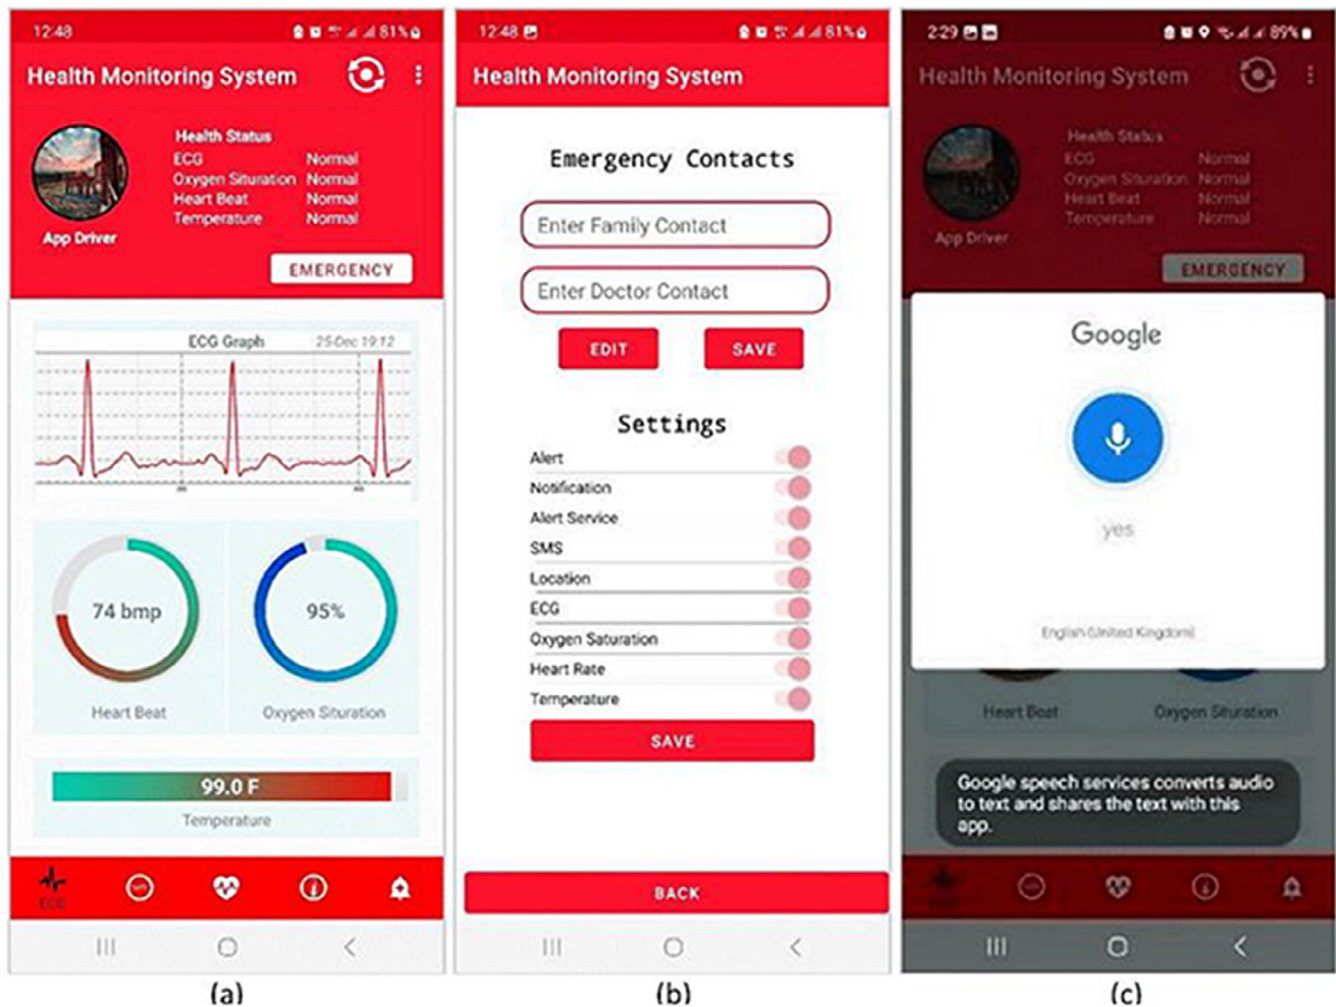 12:48
81%
Health Monitoring System
Health Status
ECG Normal
Oxygen Situration Normal
Heart Beat Normal
Temperature Normal
App Driver
EMERGENCY
ECG Graph 25-Dec 19:12
74 bmp
95%
Heart Beat
Oxygen Situration
99.0 F
Temperature
ECG
(a)
12:48
81%
Health Monitoring System
Emergency Contacts
Enter Family Contact
Enter Doctor Contact
EDIT
SAVE
Settings
Alert
Notification
Alert Service
SMS
Location
ECG
Oxygen Saturation
Heart Rate
Temperature
SAVE
BACK
(b)
2:29
89%
Health Monitoring System
Health Status
ECG Normal
Oxygen Situration Normal
Heart Beat Normal
Temperature Normal
App Driver
EMERGENCY
Google
yes
English (United Kingdom)
Heart Beat
Oxygen Situration
Google speech services converts audio
to text and shares the text with this
app.
(c)